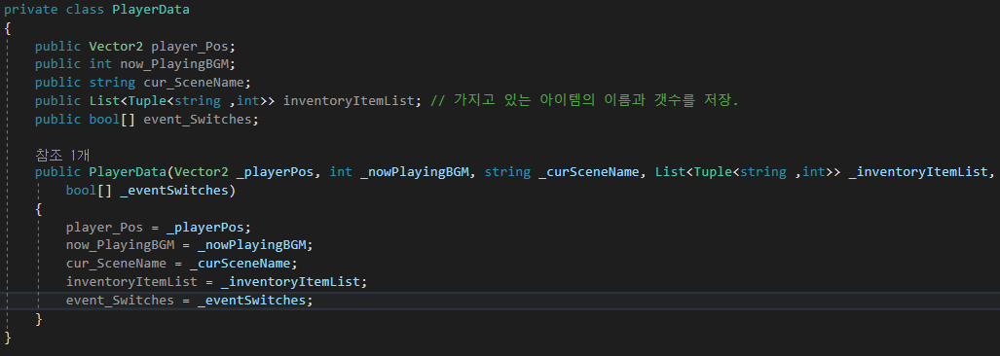 private class PlayerData
{
public Vector2 player_Pos;
public int now_PlayingBGM;
public string cur_SceneName;
public List<Tuple<string ,int>> inventoryItemList; // 가지고 있는 아이템의 이름과 갯수를 저장.
public bool[] event_Switches;
참조 1개
public PlayerData(Vector2 _playerPos, int _nowPlayingBGM, string _curSceneName, List<Tuple<string ,int>> _inventoryItemList,
bool[] _eventSwitches)
{
player_Pos = _playerPos;
now_PlayingBGM = _nowPlayingBGM;
cur_SceneName = _curSceneName;
inventoryItemList = _inventoryItemList;
event_Switches = _eventSwitches;
}
}